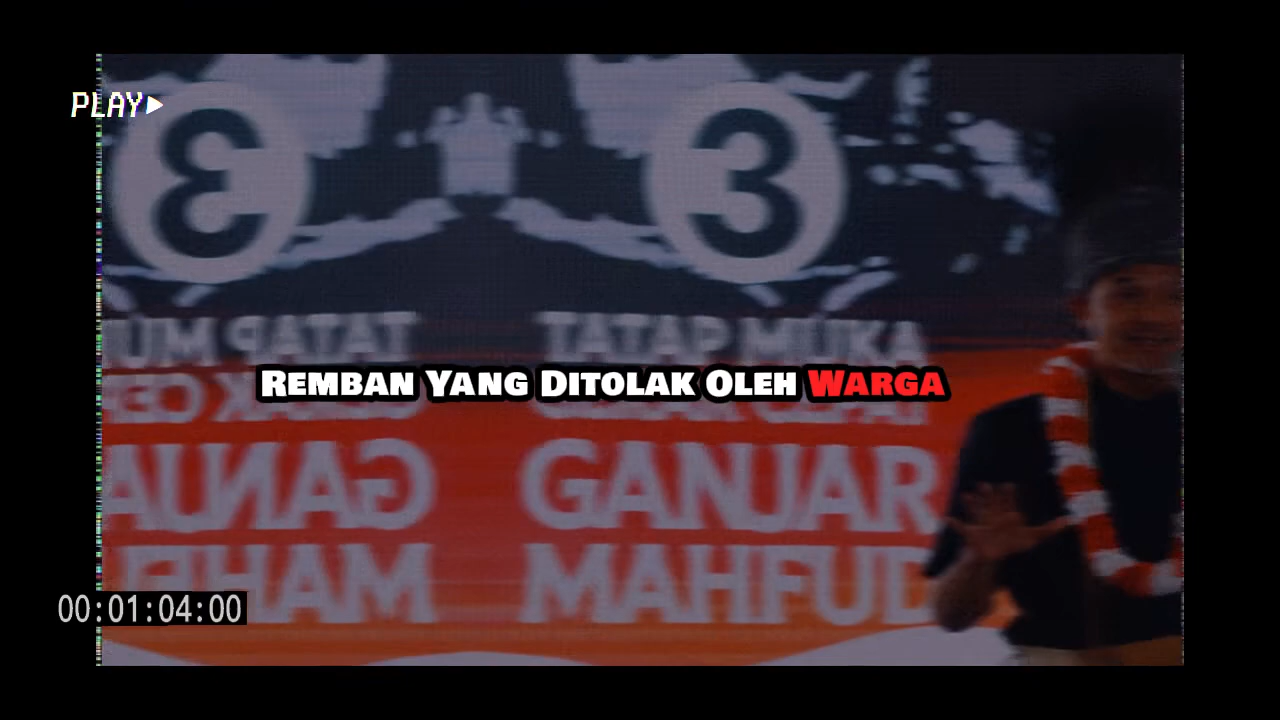 PLAY
3 3
TATAP MUKA
Remban Yang Ditolak Oleh Warga
GANJAR
MAHFUD
00:01:04:00